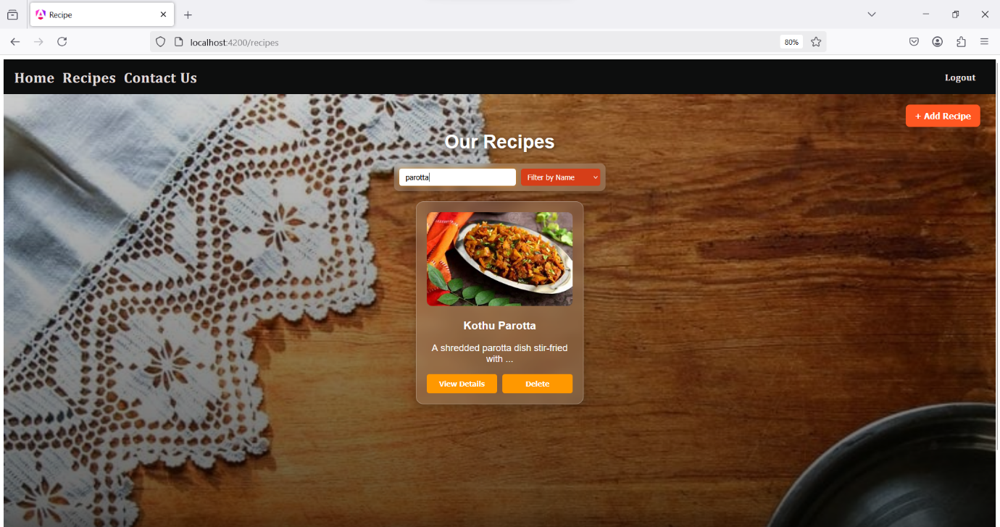 Recipe
localhost:4200/recipes
80%
Home Recipes Contact Us
Logout
+ Add Recipe
Our Recipes
parotta
Filter by Name
Kothu Parotta
A shredded parotta dish stir-fried
with ...
View Details
Delete